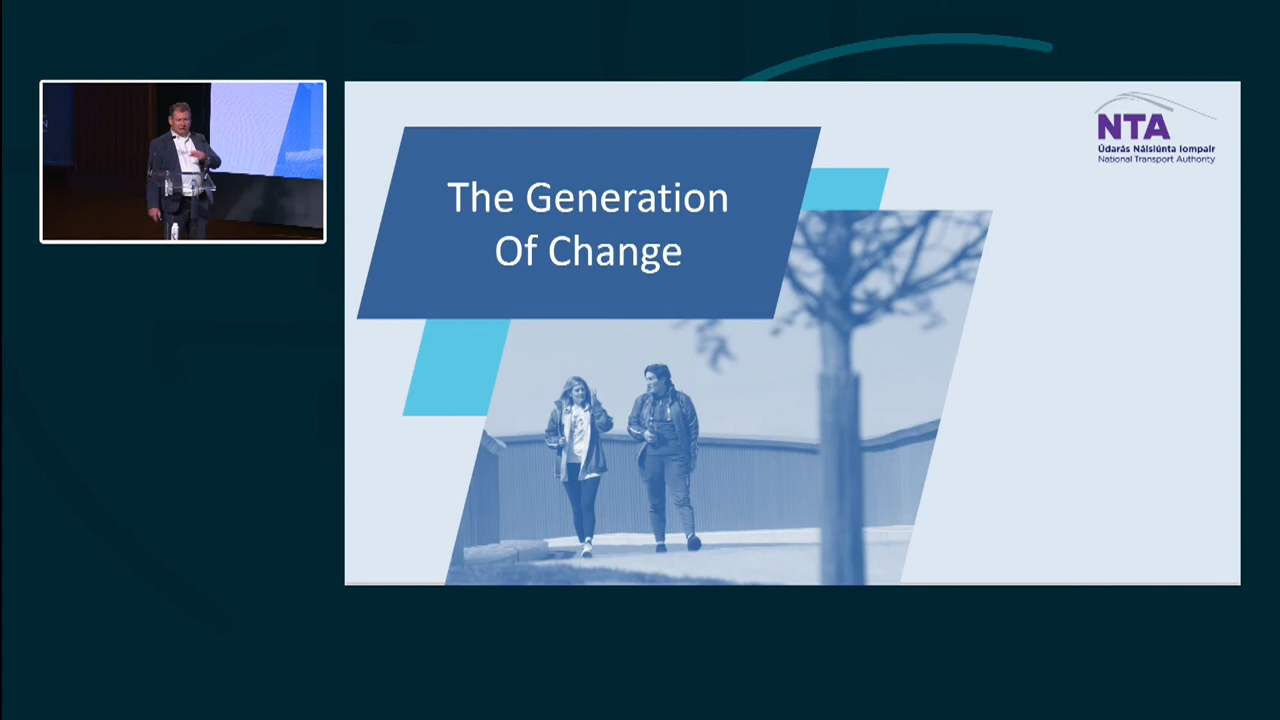 The Generation
Of Change
NTA
Údarás Náisiúnta Iompair
National Transport Authority